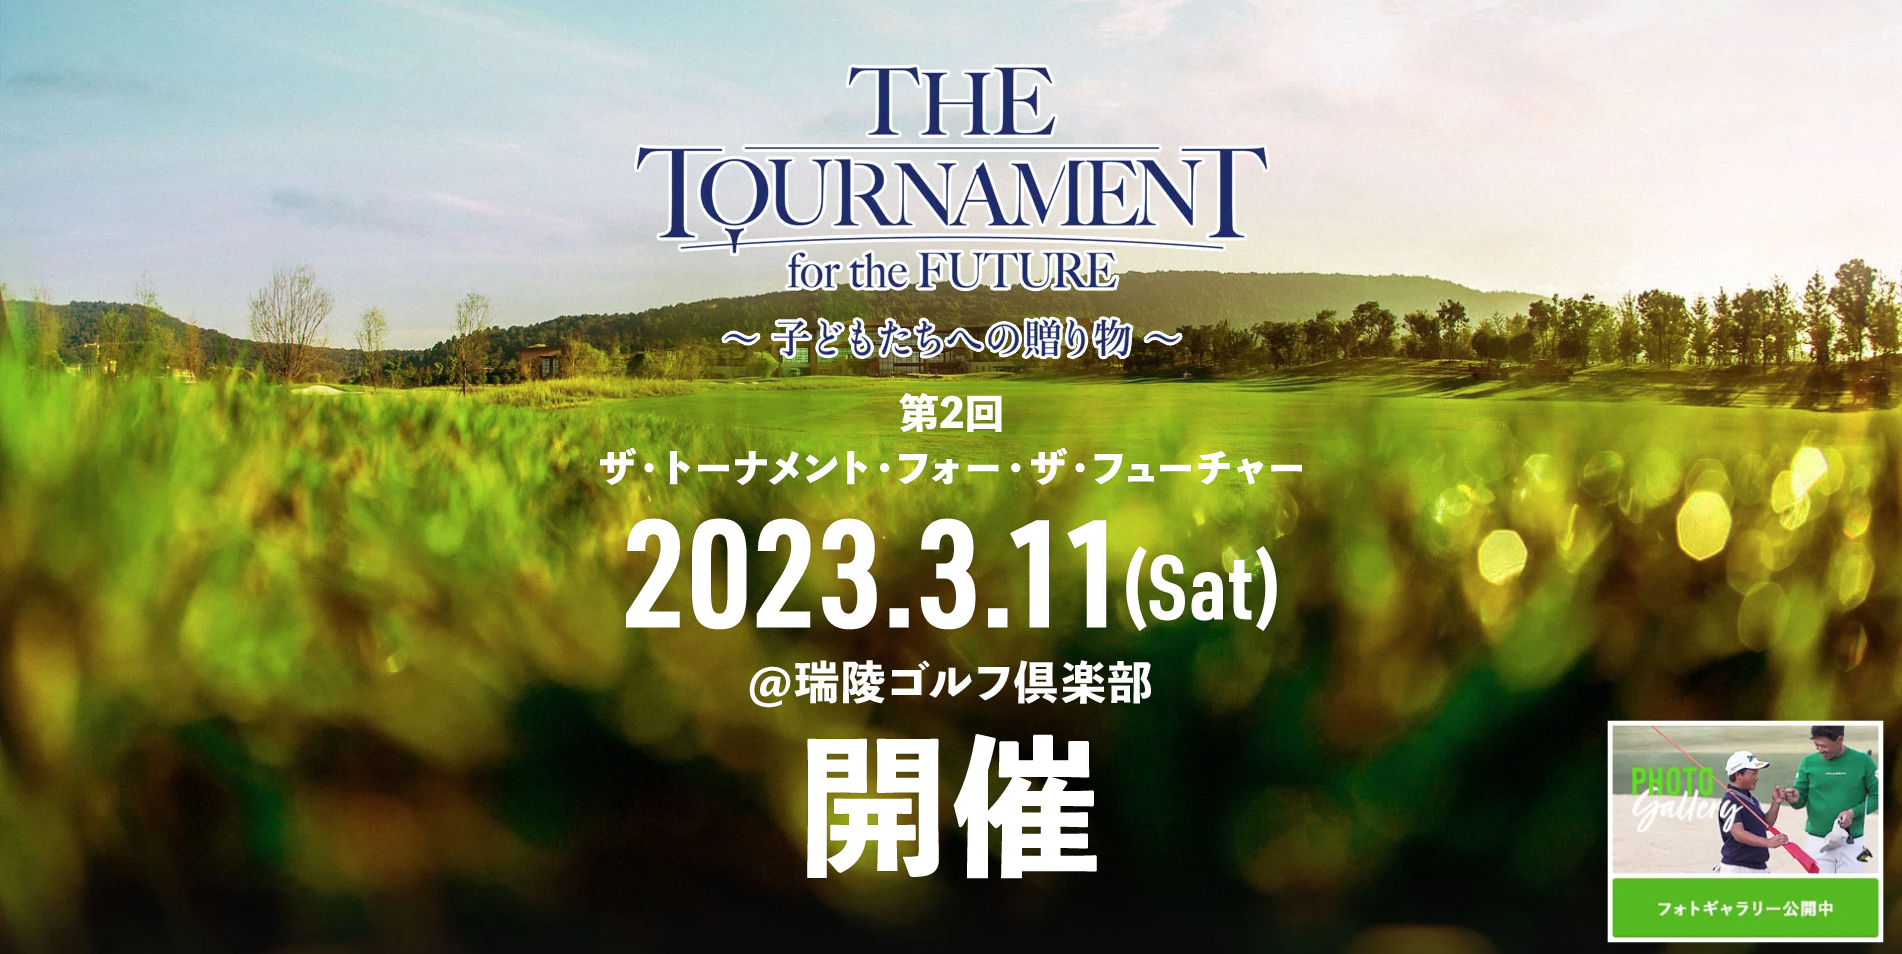 THE
TOURNAMENT
for the FUTURE
～ 子どもたちへの贈り物 ～
第2回
ザ・トーナメント・フォー・ザ・フューチャー
2023.3.11(Sat)
@瑞陵ゴルフ倶楽部
開催
PHOTO
Gallery
フォトギャラリー公開中